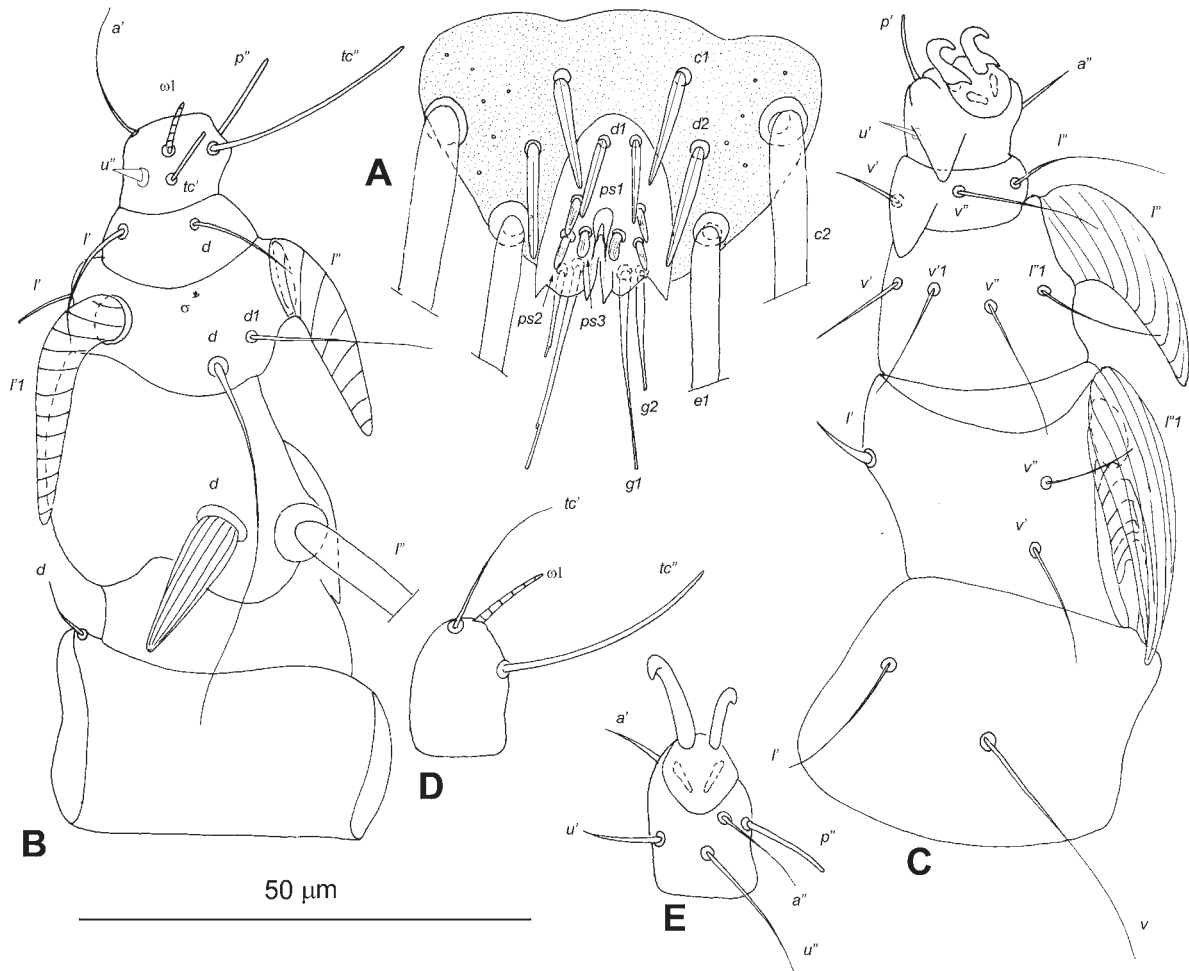 a'
p''
tc''
ω1
u''
tc'
l'
d
l''
σ
l'
d1
d
l'1
d
l''
d
B
A
c1
d1
d2
ps1
c2
ps2
ps3
g2
e1
g1
p'
a''
u'
v'
l''
v''
l''
v'
v'1
v''
l''1
l'
l''1
v''
v'
l'
v
C
tc'
ω1
tc''
D
a'
u'
p''
a''
u''
E
50 μm